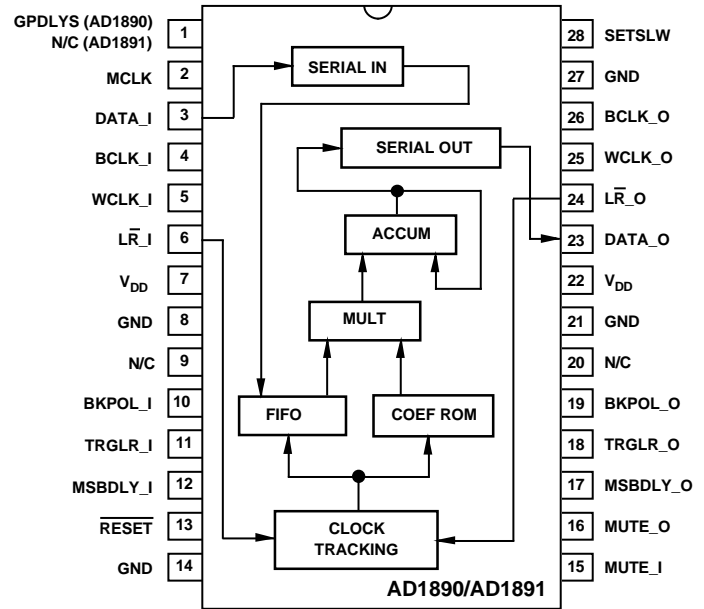 GPDLYS (AD1890)
N/C (AD1891)
1
MCLK
2
DATA_I
3
BCLK_I
4
WCLK_I
5
LR̅_I
6
VDD
7
GND
8
N/C
9
BKPOL_I
10
TRGLR_I
11
MSBDLY_I
12
R̅E̅S̅E̅T̅
13
GND
14
SERIAL IN
SERIAL OUT
ACCUM
MULT
FIFO
COEF ROM
CLOCK
TRACKING
AD1890/AD1891
28
SETSLW
27
GND
26
BCLK_O
25
WCLK_O
24
LR̅_O
23
DATA_O
22
VDD
21
GND
20
N/C
19
BKPOL_O
18
TRGLR_O
17
MSBDLY_O
16
MUTE_O
15
MUTE_I